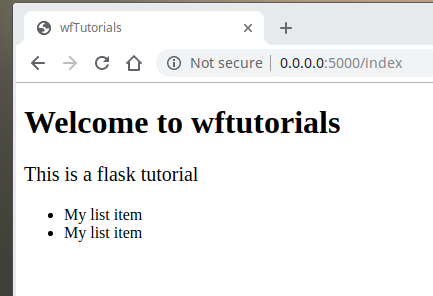 wfTutorials
Not secure
0.0.0.0:5000/index
Welcome to wftutorials
This is a flask tutorial
My list item
My list item